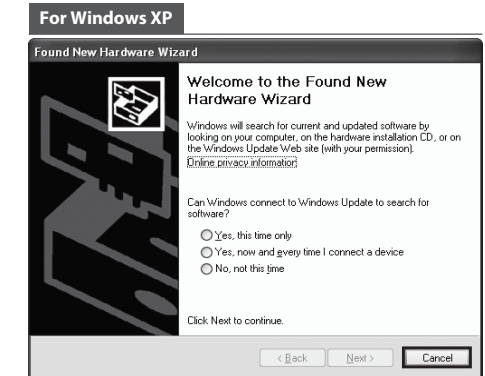 For Windows XP
Found New Hardware Wizard
Welcome to the Found New
Hardware Wizard
Windows will search for current and updated software by
looking on your computer, on the hardware installation CD, or on
the Windows Update Web site (with your permission).
Online privacy information
Can Windows connect to Windows Update to search for
software?
Yes, this time only
Yes, now and every time I connect a device
No, not this time
Click Next to continue.
< Back Next > Cancel